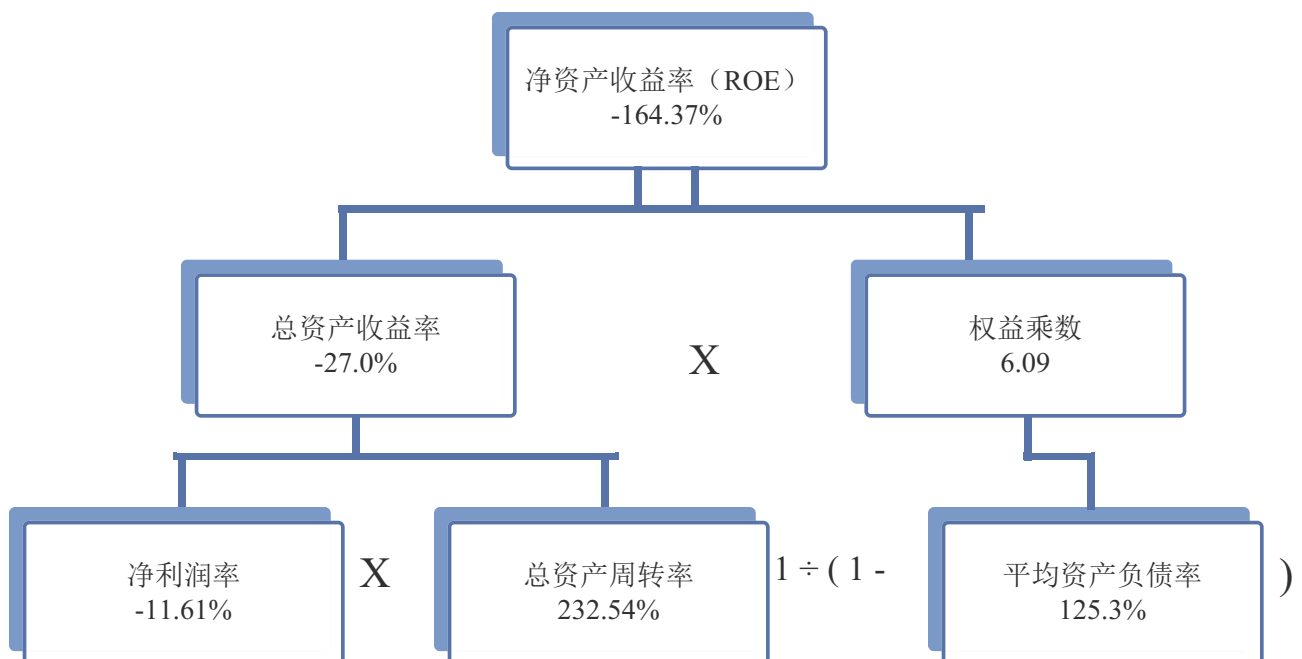 净资产收益率（ROE）
-164.37%
总资产收益率
-27.0%
X
权益乘数
6.09
净利润率
-11.61%
X
总资产周转率
232.54%
1 ÷ ( 1 -
平均资产负债率
125.3%
)